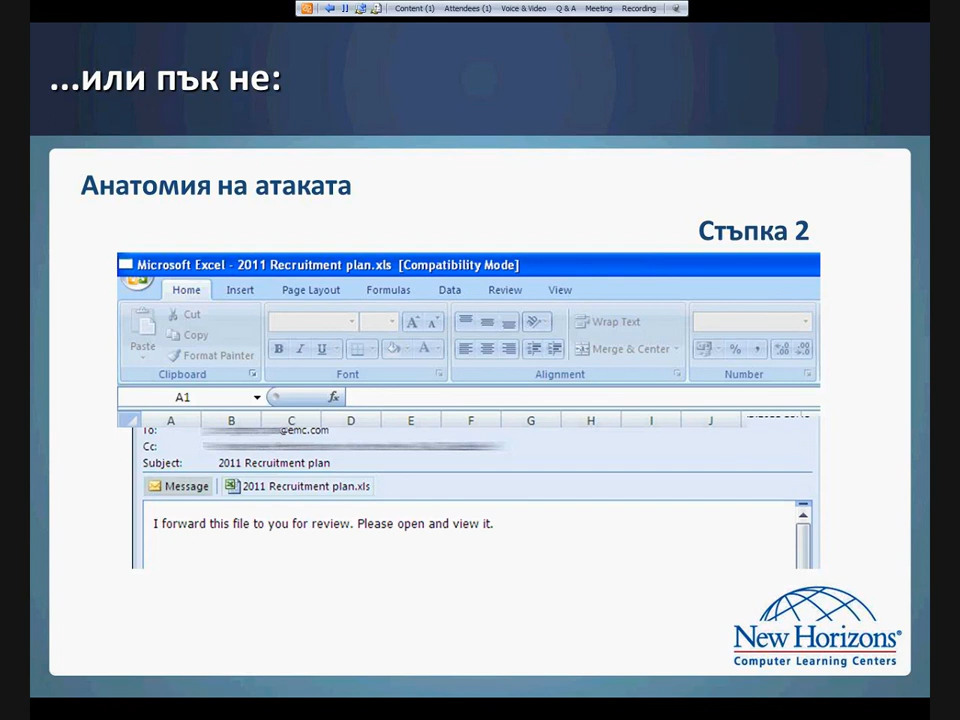 Content (1) Attendees (1) Voice & Video Q & A Meeting Recording
...или пък не:
Анатомия на атаката
Стъпка 2
Microsoft Excel - 2011 Recruitment plan.xls [Compatibility Mode]
Home Insert Page Layout Formulas Data Review View
Cut
Copy
Paste
Format Painter
Clipboard
B I U A
Font
Wrap Text
Merge & Center
Alignment
%
Number
A1 fx
A B C D E F G H I J
To: @emc.com
Cc:
Subject: 2011 Recruitment plan
Message 2011 Recruitment plan.xls
I forward this file to you for review. Please open and view it.
New Horizons®
Computer Learning Centers